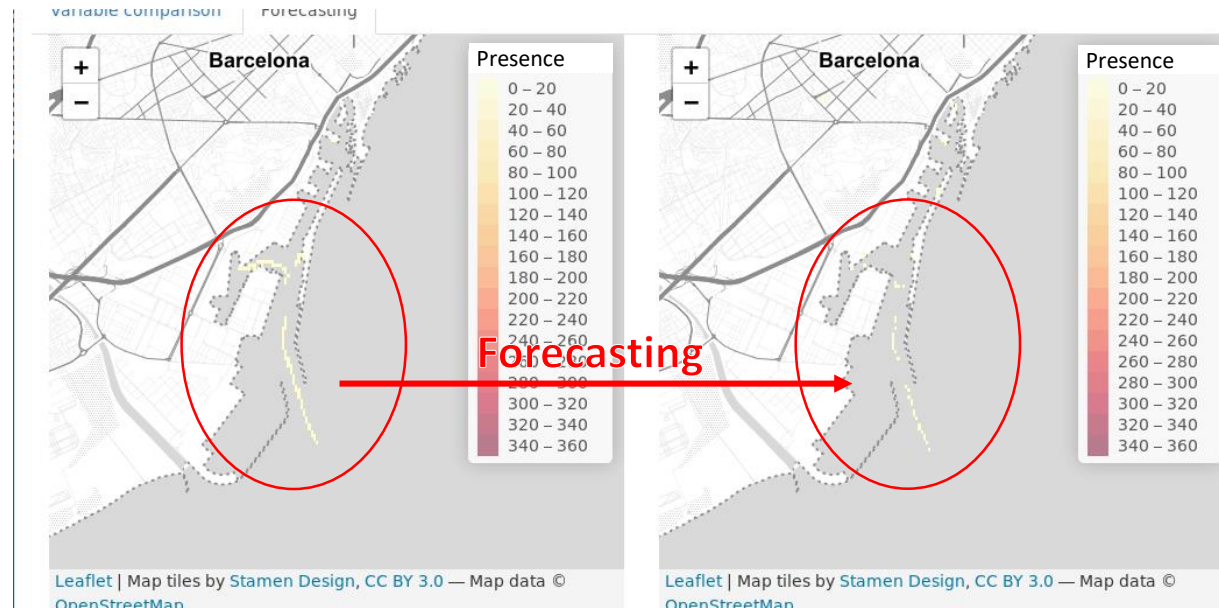 Variable comparison Forecasting
+
−
Barcelona
Presence
0 – 20
20 – 40
40 – 60
60 – 80
80 – 100
100 – 120
120 – 140
140 – 160
160 – 180
180 – 200
200 – 220
220 – 240
240 – 260
260 – 280
280 – 300
300 – 320
320 – 340
340 – 360
Forecasting
Leaflet | Map tiles by Stamen Design, CC BY 3.0 — Map data ©
OpenStreetMap
+
−
Barcelona
Presence
0 – 20
20 – 40
40 – 60
60 – 80
80 – 100
100 – 120
120 – 140
140 – 160
160 – 180
180 – 200
200 – 220
220 – 240
240 – 260
260 – 280
280 – 300
300 – 320
320 – 340
340 – 360
Leaflet | Map tiles by Stamen Design, CC BY 3.0 — Map data ©
OpenStreetMap